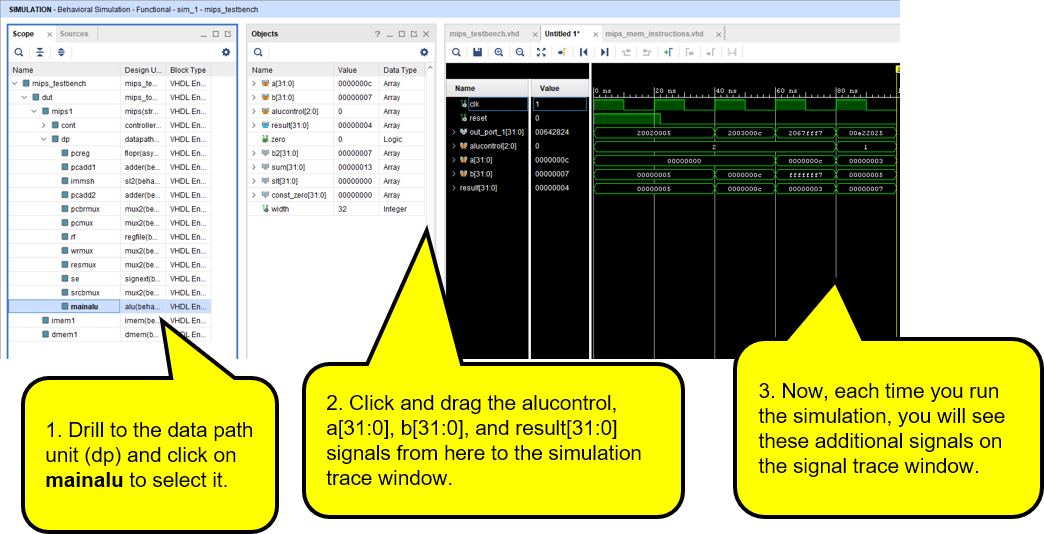 SIMULATION - Behavioral Simulation - Functional - sim_1 - mips_testbench
Scope × Sources
Name Design U... Block Type
mips_testbench mips_te... VHDL En...
dut mips_to... VHDL En...
mips1 mips(str... VHDL En...
cont controller... VHDL En...
dp datapath... VHDL En...
pcreg flopr(asy... VHDL En...
pcadd1 adder(be... VHDL En...
immsh sl2(beha... VHDL En...
pcadd2 adder(be... VHDL En...
pcbrmux mux2(be... VHDL En...
pcmux mux2(be... VHDL En...
rf regfile(b... VHDL En...
wrmux mux2(be... VHDL En...
resmux mux2(be... VHDL En...
se signext(b... VHDL En...
srcbmux mux2(be... VHDL En...
mainalu alu(beha... VHDL En...
imem1 imem(be... VHDL En...
dmem1 dmem(b... VHDL En...
Objects
Name Value Data Type
a[31:0] 0000000c Array
b[31:0] 00000007 Array
alucontrol[2:0] 0 Array
result[31:0] 00000004 Array
zero 0 Logic
b2[31:0] 00000007 Array
sum[31:0] 00000013 Array
slt[31:0] 00000000 Array
const_zero[31:0] 00000000 Array
width 32 Integer
mips_testbench.vhd × Untitled 1* × mips_mem_instructions.vhd ×
Name Value
0 ns 20 ns 40 ns 60 ns 80 ns
clk 1
reset 0
out_port_1[31:0] 00642824 20020005 2003000c 2067fff7 00e22025
alucontrol[2:0] 0 2 1
a[31:0] 0000000c 00000000 0000000c 00000003
b[31:0] 00000007 00000005 0000000c fffffff7 00000005
result[31:0] 00000004 00000005 0000000c 00000003 00000007
1. Drill to the data path
unit (dp) and click on
mainalu to select it.
2. Click and drag the alucontrol,
a[31:0], b[31:0], and result[31:0]
signals from here to the simulation
trace window.
3. Now, each time you run
the simulation, you will see
these additional signals on
the signal trace window.